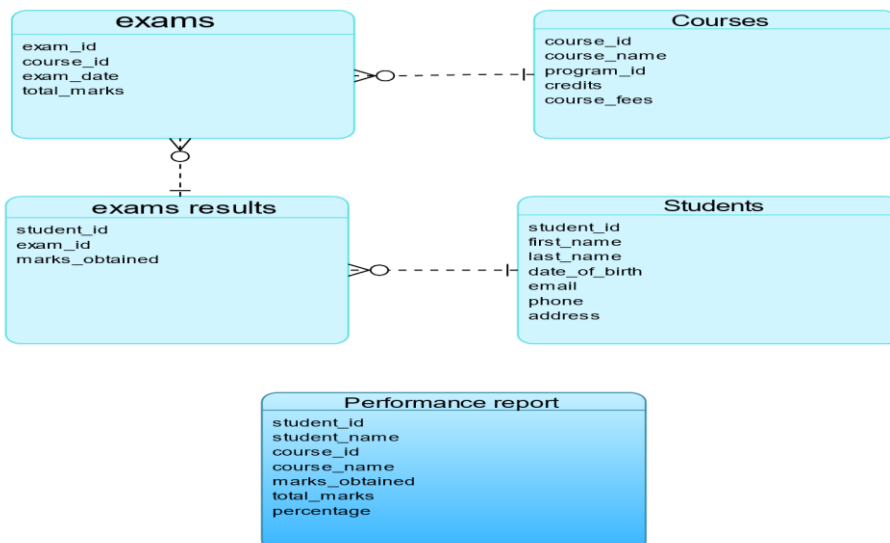 exams
exam_id
course_id
exam_date
total_marks
Courses
course_id
course_name
program_id
credits
course_fees
exams results
student_id
exam_id
marks_obtained
Students
student_id
first_name
last_name
date_of_birth
email
phone
address
Performance report
student_id
student_name
course_id
course_name
marks_obtained
total_marks
percentage